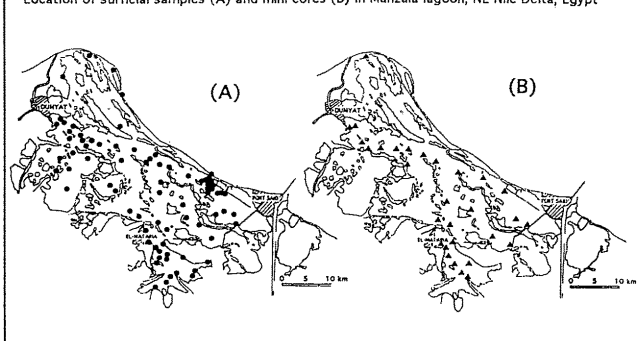 Location of surficial samples (A) and mini cores (B) in Manzala lagoon, NE Nile Delta, Egypt
(A)
(B)
DUMYAT
DUMYAT
PORT SAID
PORT SAID
EL-MATARIA
EL-MATARIA
0 5 10 km
0 5 10 km